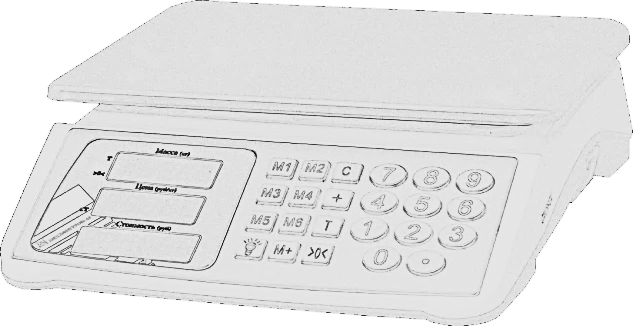 Масса (кг)
T
>0<
Цена (руб/кг)
Стоимость (руб)
M1 M2 C 7 8 9
M3 M4 + 4 5 6
M5 M6 T 1 2 3
M+ >0< 0 .